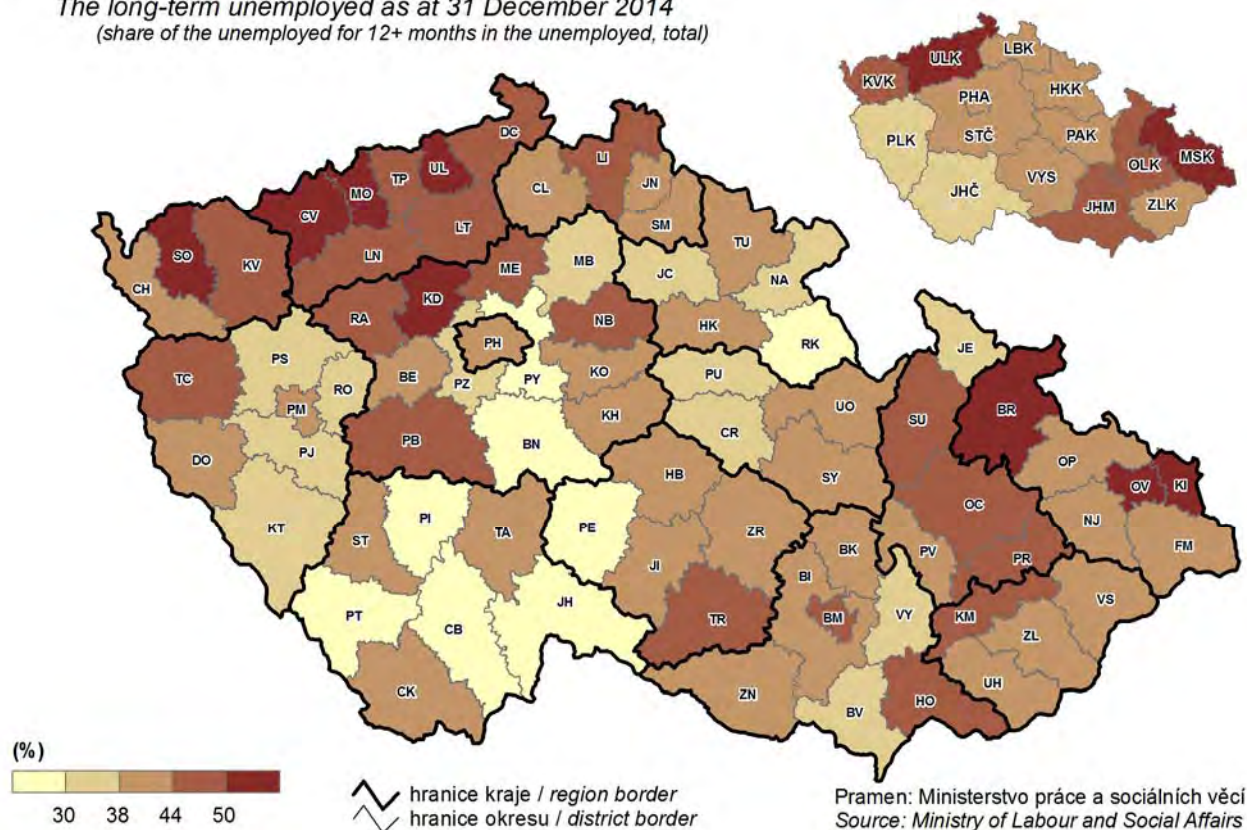 The long-term unemployed as at 31 December 2014
(share of the unemployed for 12+ months in the unemployed, total)
LBK
ULK
KVK
HKK
PHA
STČ
PAK
PLK
OLK
MSK
VYS
JHČ
JHM
ZLK
DC
UL
LI
TP
MO
JN
CL
CV
LT
SM
TU
SO
LN
KV
ME
MB
JC
NA
CH
KD
RA
NB
HK
PH
RK
JE
PS
TC
BE
PZ
PY
KO
PU
RO
PM
UO
SU
BR
KH
CR
PB
BN
DO
PJ
OP
HB
SY
OV
KI
OC
NJ
PI
KT
ST
TA
PE
ZR
BK
PV
FM
PR
JI
BI
VS
JH
PT
VY
KM
TR
BM
CB
ZL
UH
CK
ZN
BV
HO
(%)
30 38 44 50
hranice kraje / region border
hranice okresu / district border
Pramen: Ministerstvo práce a sociálních věcí
Source: Ministry of Labour and Social Affairs